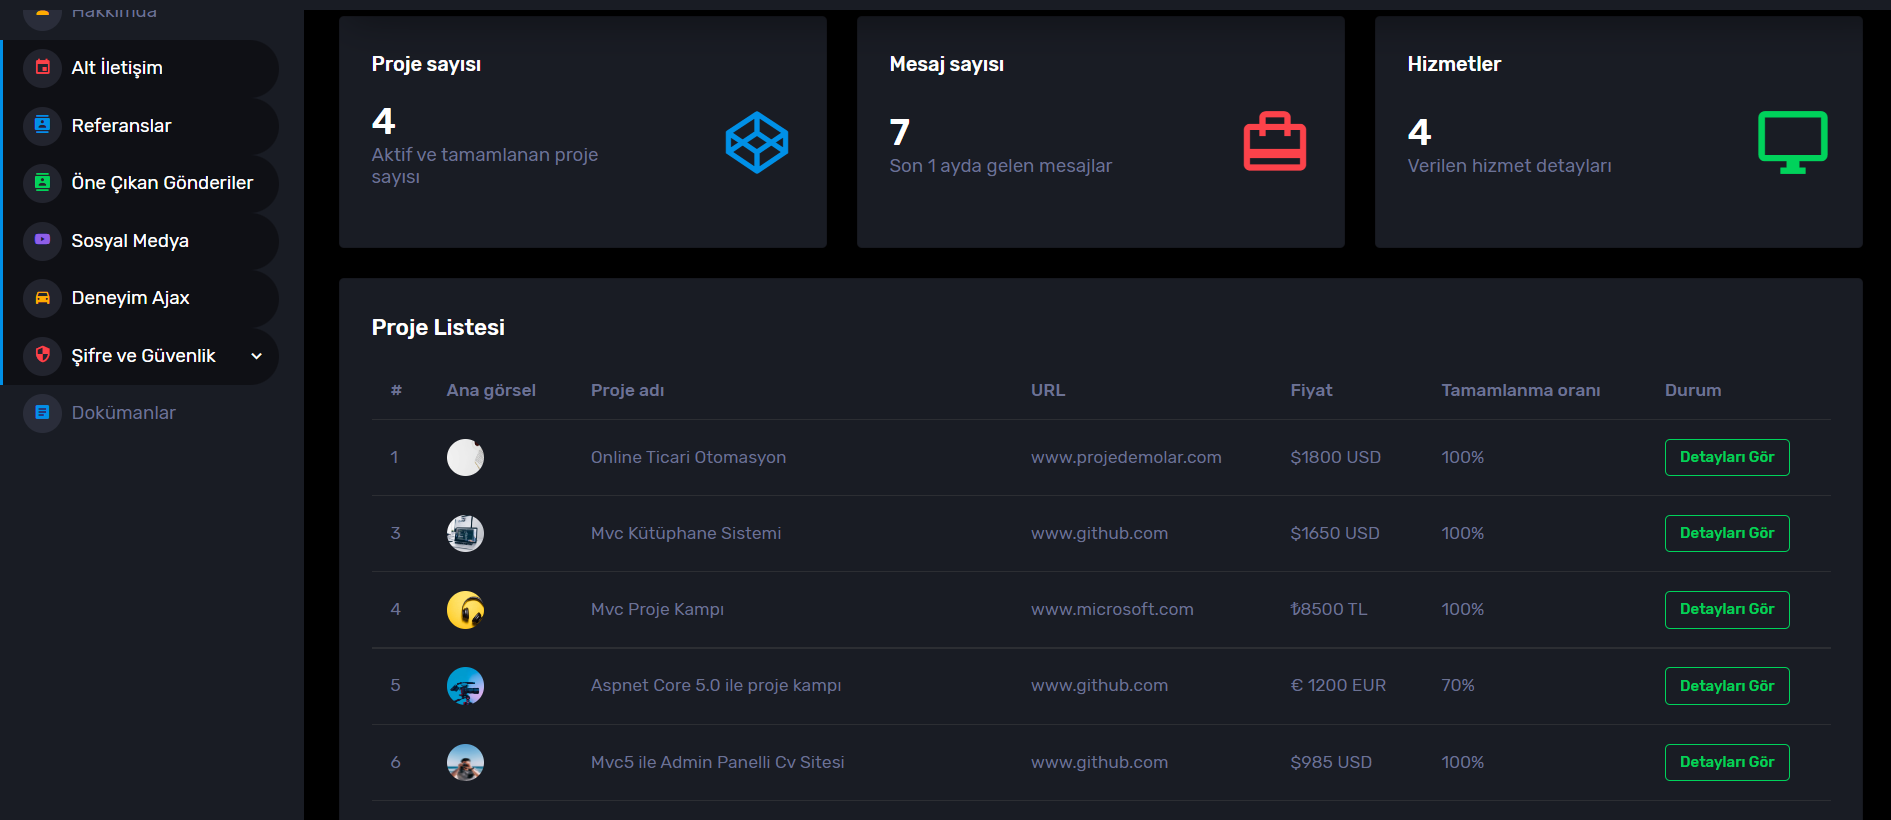 Hakkımda
Alt İletişim
Referanslar
Öne Çıkan Gönderiler
Sosyal Medya
Deneyim Ajax
Şifre ve Güvenlik
Dokümanlar
Proje sayısı
4
Aktif ve tamamlanan proje
sayısı
Mesaj sayısı
7
Son 1 ayda gelen mesajlar
Hizmetler
4
Verilen hizmet detayları
Proje Listesi
# Ana görsel Proje adı URL Fiyat Tamamlanma oranı Durum
1 Online Ticari Otomasyon www.projedemolar.com $1800 USD 100% Detayları Gör
3 Mvc Kütüphane Sistemi www.github.com $1650 USD 100% Detayları Gör
4 Mvc Proje Kampı www.microsoft.com ₺8500 TL 100% Detayları Gör
5 Aspnet Core 5.0 ile proje kampı www.github.com € 1200 EUR 70% Detayları Gör
6 Mvc5 ile Admin Panelli Cv Sitesi www.github.com $985 USD 100% Detayları Gör